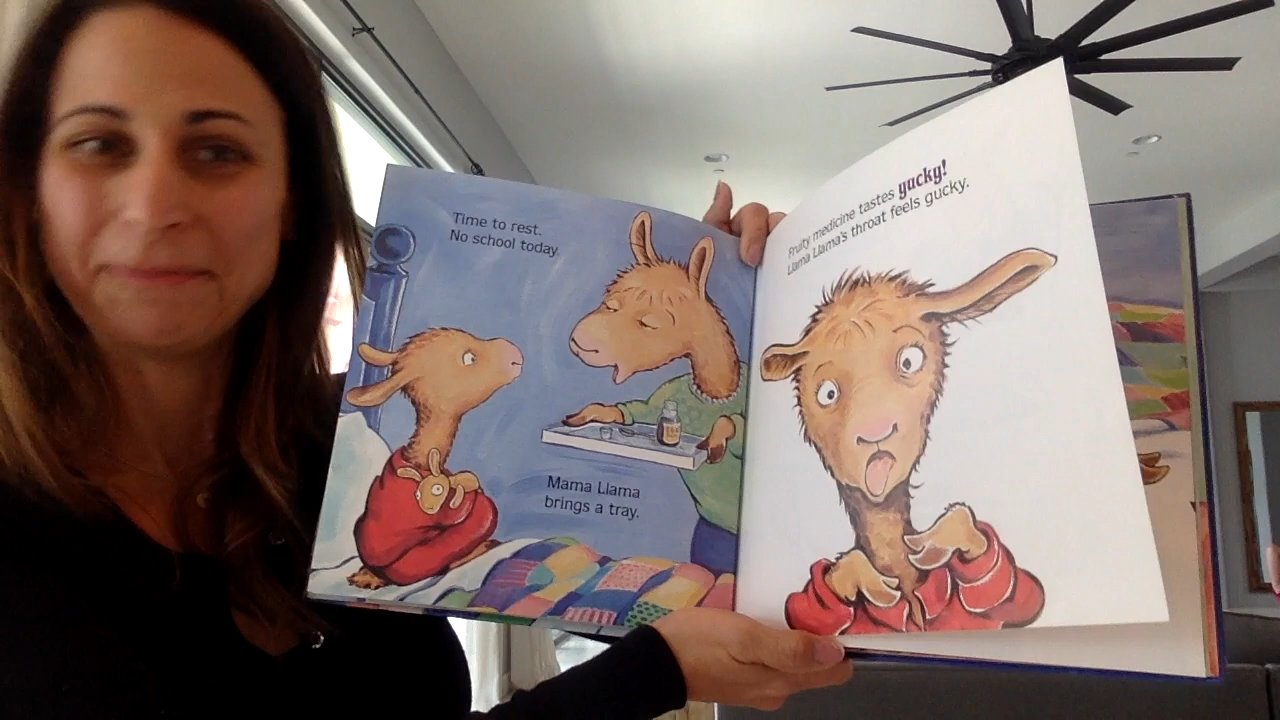 Time to rest.
No school today.
Mama Llama
brings a tray.
Fruity medicine tastes yucky!
Llama Llama's throat feels gucky.